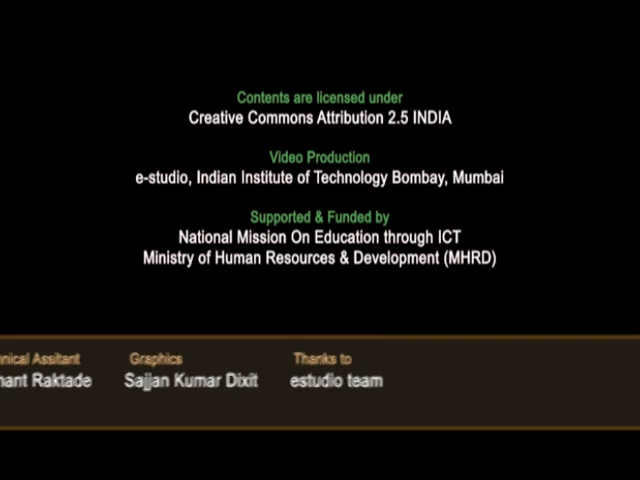 Contents are licensed under
Creative Commons Attribution 2.5 INDIA
Video Production
e-studio, Indian Institute of Technology Bombay, Mumbai
Supported & Funded by
National Mission On Education through ICT
Ministry of Human Resources & Development (MHRD)
Assitant Graphics Thanks to
Raktade Sajjan Kumar Dixit estudio team